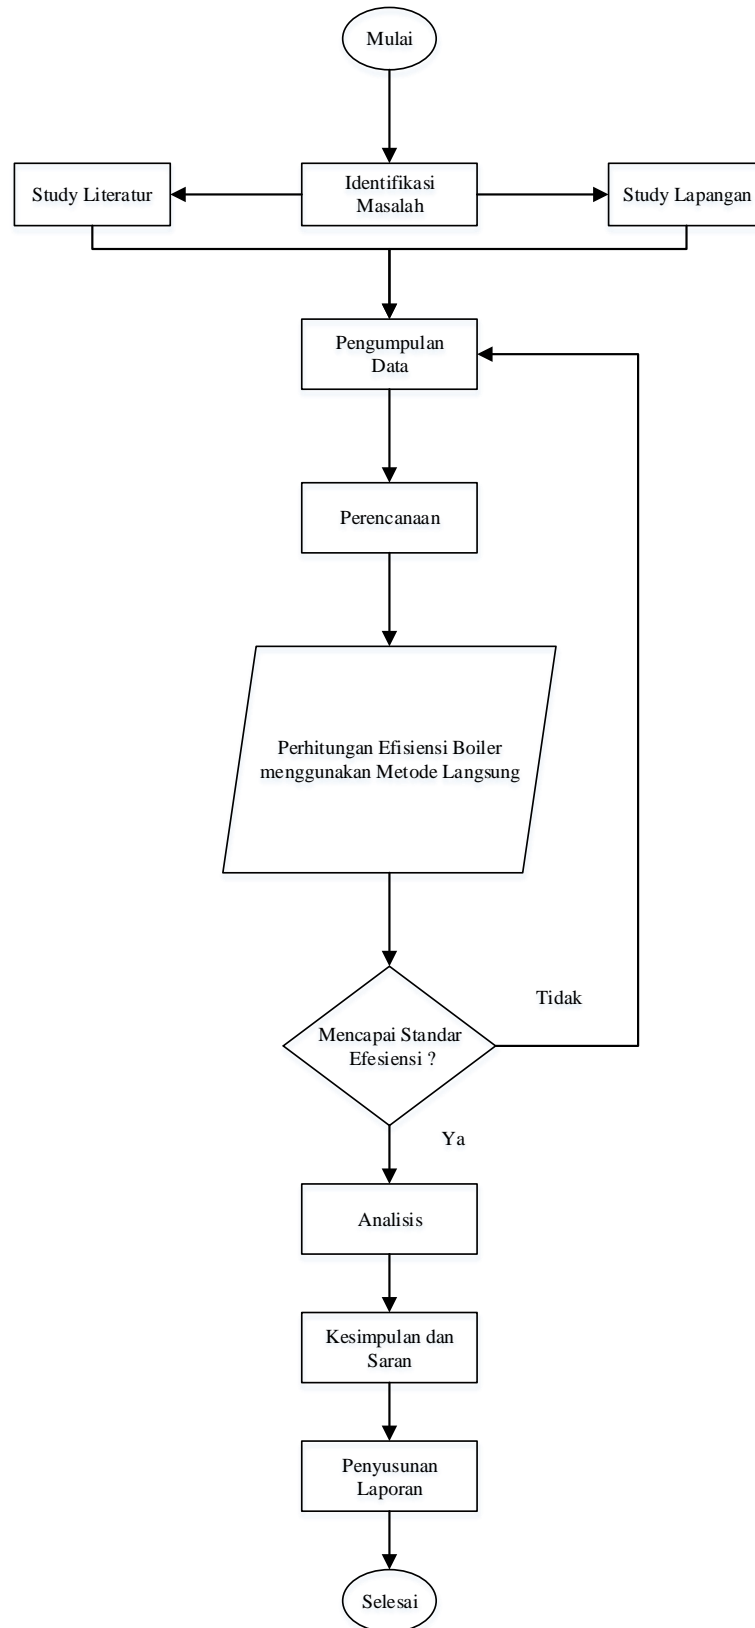 Mulai
Study Literatur
Identifikasi
Masalah
Study Lapangan
Pengumpulan
Data
Perencanaan
Perhitungan Efisiensi Boiler
menggunakan Metode Langsung
Tidak
Mencapai Standar
Efesiensi ?
Ya
Analisis
Kesimpulan dan
Saran
Penyusunan
Laporan
Selesai